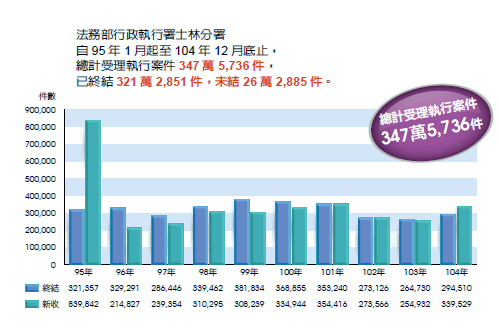 法務部行政執行署士林分署
自 95 年 1 月起至 104 年 12 月底止，
總計受理執行案件 347 萬 5,736 件，
已終結 321 萬 2,851 件，未結 26 萬 2,885 件。
總計受理執行案件
347萬5,736件
件數
900,000
800,000
700,000
600,000
500,000
400,000
300,000
200,000
100,000
0
95年 96年 97年 98年 99年 100年 101年 102年 103年 104年
終結 321,357 329,291 286,446 339,462 381,834 368,855 353,240 273,126 264,730 294,510
新收 839,842 214,827 239,354 310,295 308,239 334,944 354,416 273,566 254,932 339,529